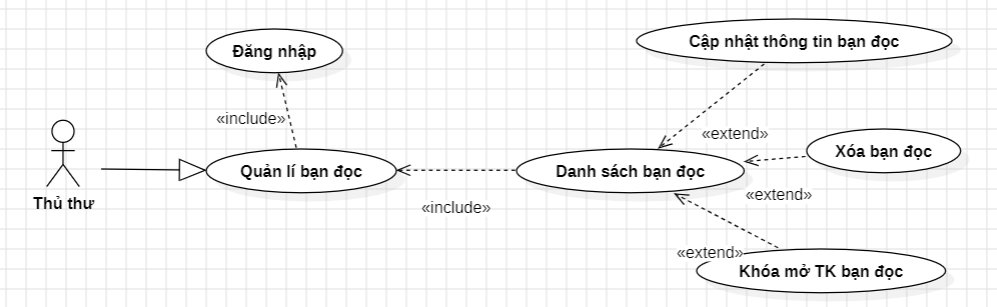 Cập nhật thông tin bạn đọc
Đăng nhập
«include»
«extend»
Xóa bạn đọc
Quản lí bạn đọc
Danh sách bạn đọc
«extend»
Thủ thư
«include»
«extend»
Khóa mở TK bạn đọc